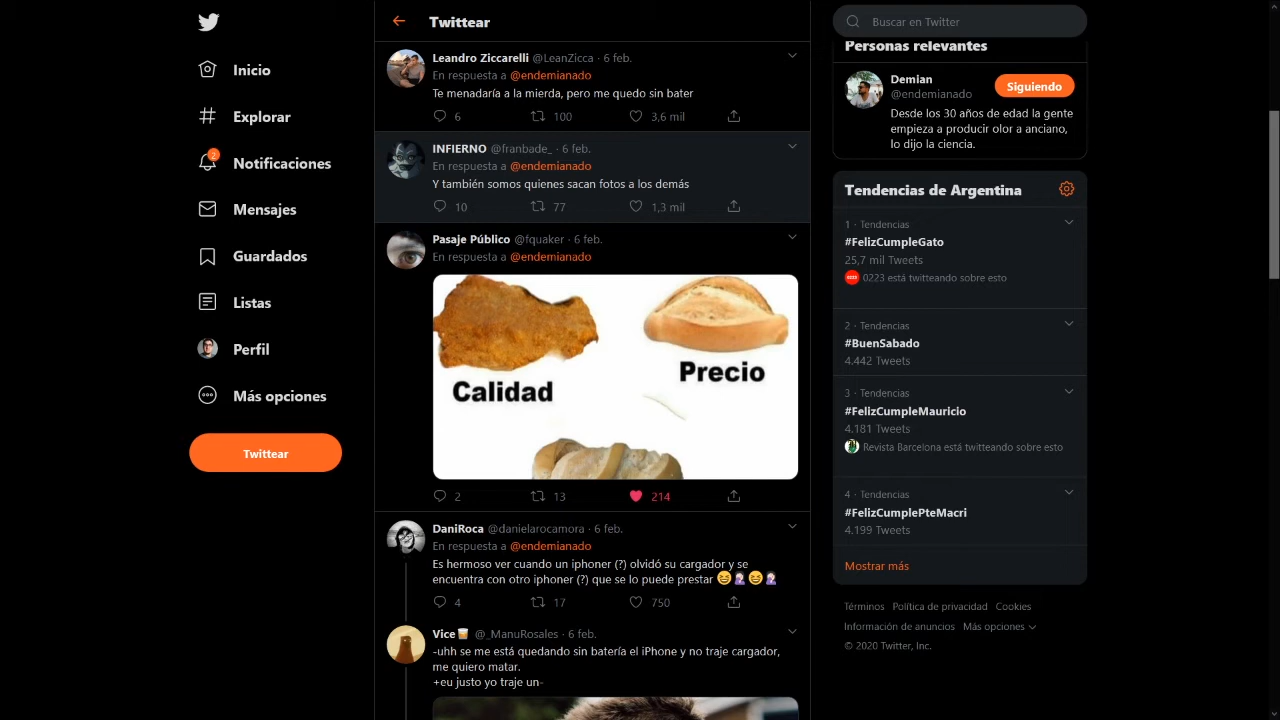 Inicio
Explorar
2
Notificaciones
Mensajes
Guardados
Listas
Perfil
Más opciones
Twittear
Twittear
Leandro Ziccarelli @LeanZicca · 6 feb.
En respuesta a @endemianado
Te menadaría a la mierda, pero me quedo sin bater
6 100 3,6 mil
INFIERNO @franbade_ · 6 feb.
En respuesta a @endemianado
Y también somos quienes sacan fotos a los demás
10 77 1,3 mil
Pasaje Público @fquaker · 6 feb.
En respuesta a @endemianado
Calidad
Precio
2 13 214
DaniRoca @danielarocamora · 6 feb.
En respuesta a @endemianado
Es hermoso ver cuando un iphoner (?) olvidó su cargador y se
encuentra con otro iphoner (?) que se lo puede prestar 😆🤦🏻‍♀️😆🤦🏻‍♀️
4 17 750
Vice🥃 @_ManuRosales · 6 feb.
-uhh se me está quedando sin batería el iPhone y no traje cargador,
me quiero matar.
+eu justo yo traje un-
Buscar en Twitter
Personas relevantes
Demian
@endemianado
Siguiendo
Desde los 30 años de edad la gente
empieza a producir olor a anciano,
lo dijo la ciencia.
Tendencias de Argentina
1 · Tendencias
#FelizCumpleGato
25,7 mil Tweets
0223 0223 está twitteando sobre esto
2 · Tendencias
#BuenSabado
4.442 Tweets
3 · Tendencias
#FelizCumpleMauricio
4.181 Tweets
Revista Barcelona está twitteando sobre esto
4 · Tendencias
#FelizCumplePteMacri
4.199 Tweets
Mostrar más
Términos Política de privacidad Cookies
Información de anuncios Más opciones
© 2020 Twitter, Inc.